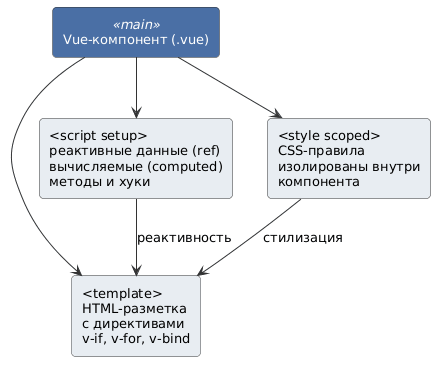 «main»
Vue-компонент (.vue)
<script setup>
реактивные данные (ref)
вычисляемые (computed)
методы и хуки
<style scoped>
CSS-правила
изолированы внутри
компонента
реактивность
стилизация
<template>
HTML-разметка
с директивами
v-if, v-for, v-bind